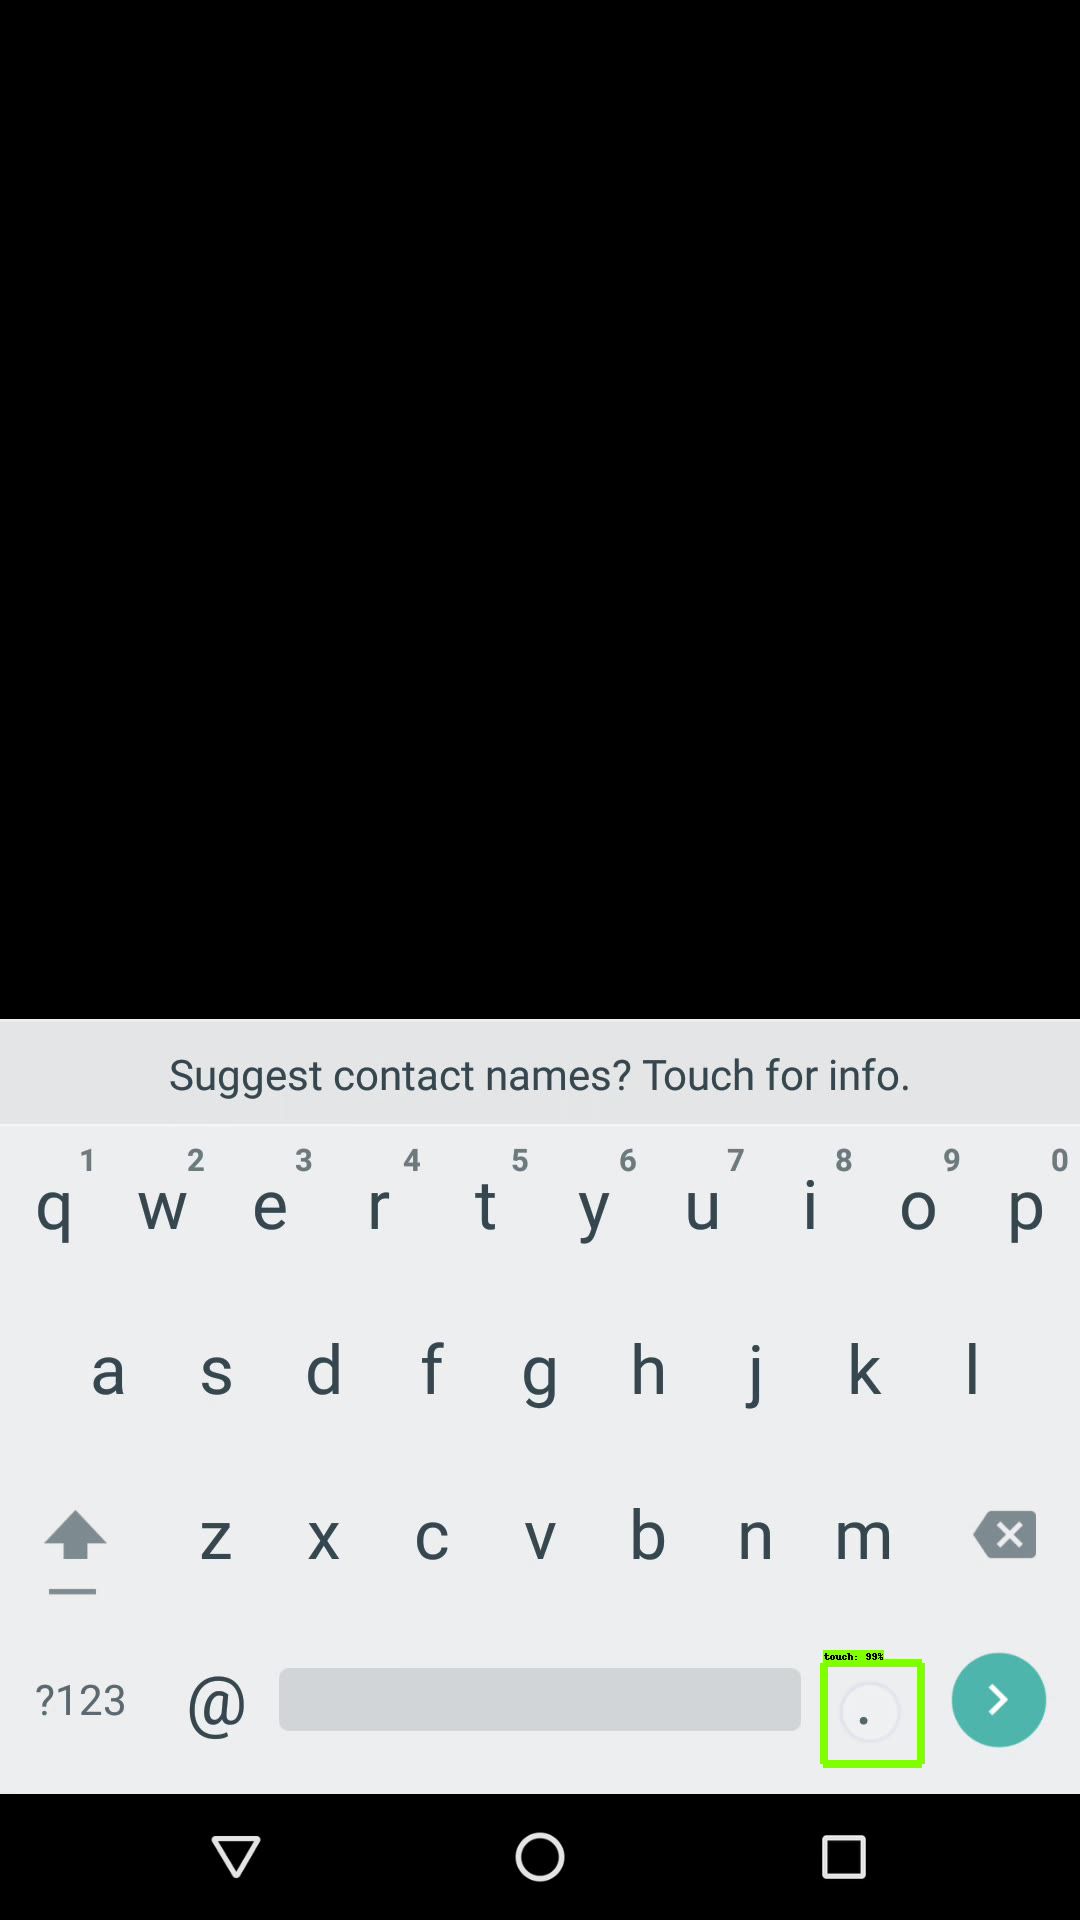 Suggest contact names? Touch for info.
1 2 3 4 5 6 7 8 9 0
q w e r t y u i o p
a s d f g h j k l
z x c v b n m
touch: 99%
?123 @ .